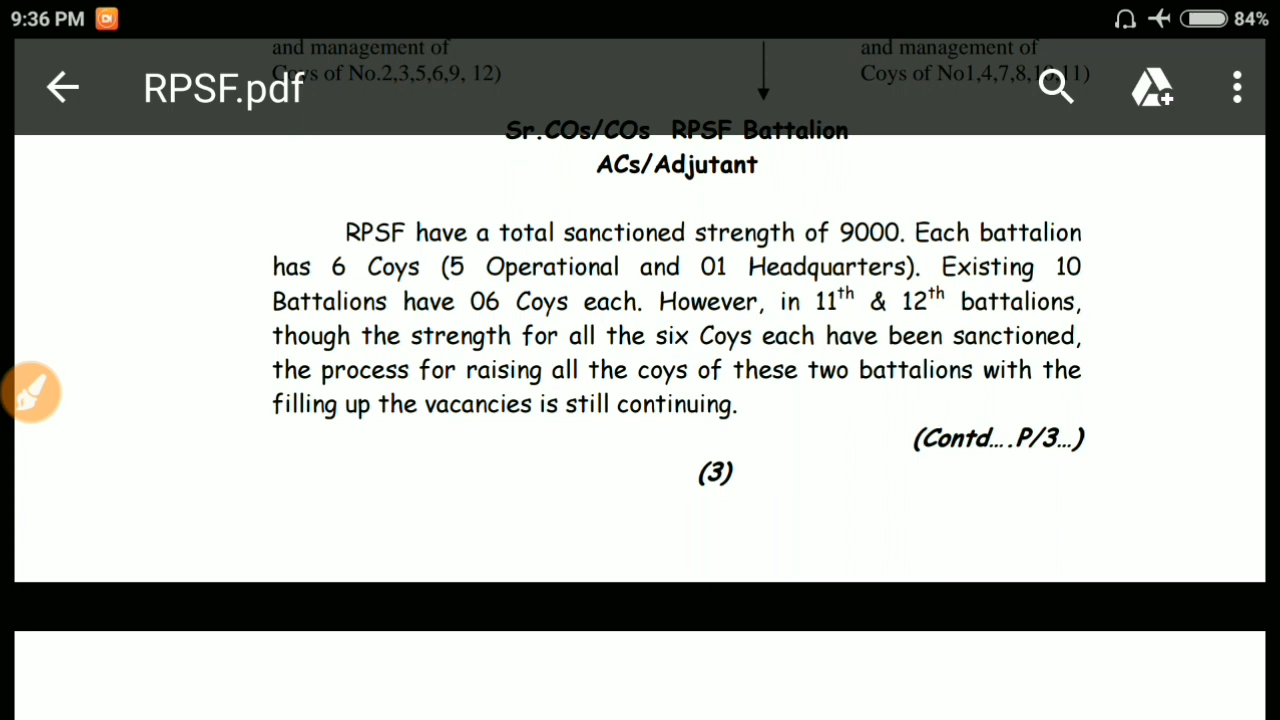 9:36 PM
84%
and management of
Coys of No.2,3,5,6,9, 12)
and management of
Coys of No1,4,7,8,10,11)
RPSF.pdf
Sr.COs/COs RPSF Battalion
ACs/Adjutant
RPSF have a total sanctioned strength of 9000. Each battalion
has 6 Coys (5 Operational and 01 Headquarters). Existing 10
Battalions have 06 Coys each. However, in 11th & 12th battalions,
though the strength for all the six Coys each have been sanctioned,
the process for raising all the coys of these two battalions with the
filling up the vacancies is still continuing.
(Contd….P/3…)
(3)